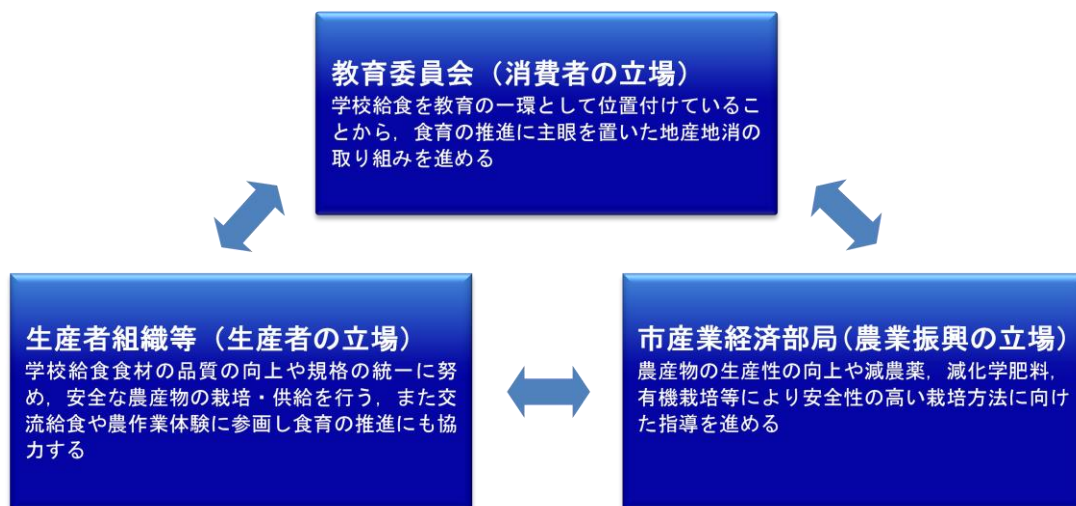 教育委員会（消費者の立場）
学校給食を教育の一環として位置付けているこ
とから，食育の推進に主眼を置いた地産地消の
取り組みを進める
生産者組織等（生産者の立場）
学校給食食材の品質の向上や規格の統一に努
め，安全な農産物の栽培・供給を行う，また交
流給食や農作業体験に参画し食育の推進にも協
力する
市産業経済部局（農業振興の立場）
農産物の生産性の向上や減農薬，減化学肥料，
有機栽培等により安全性の高い栽培方法に向け
た指導を進める